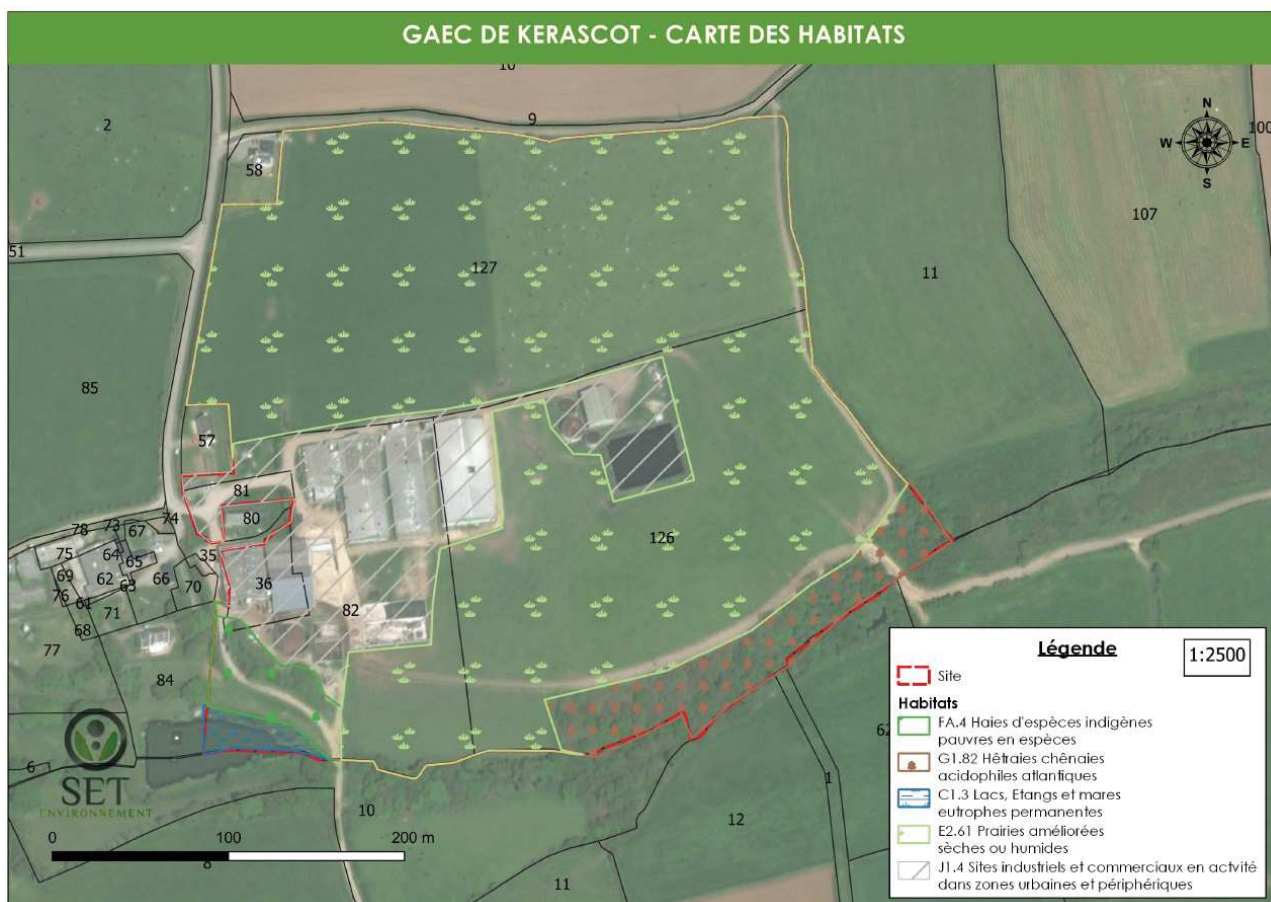 GAEC DE KERASCOT - CARTE DES HABITATS
10
2
9
58
N
W E
S
100
107
51
127
11
85
57
81
80
74
73
78
67
75
64
65
35
69
62
63
66
70
36
76
61
71
68
82
126
77
84
6
62
1
10
12
8
11
SET
ENVIRONNEMENT
0 100 200 m
Légende
1:2500
Site
Habitats
FA.4 Haies d'espèces indigènes
pauvres en espèces
G1.82 Hêtraies chênaies
acidophiles atlantiques
C1.3 Lacs, Etangs et mares
eutrophes permanentes
E2.61 Prairies améliorées
sèches ou humides
J1.4 Sites industriels et commerciaux en actvité
dans zones urbaines et périphériques